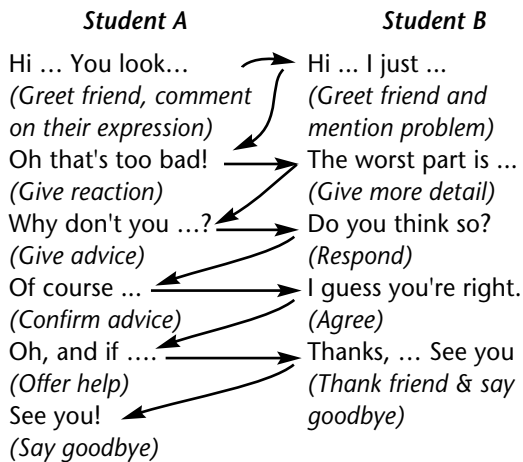 Student A
Hi … You look…
(Greet friend, comment
on their expression)
Oh that's too bad!
(Give reaction)
Why don't you …?
(Give advice)
Of course ...
(Confirm advice)
Oh, and if ....
(Offer help)
See you!
(Say goodbye)
Student B
Hi ... I just ...
(Greet friend and
mention problem)
The worst part is ...
(Give more detail)
Do you think so?
(Respond)
I guess you're right.
(Agree)
Thanks, … See you
(Thank friend & say
goodbye)